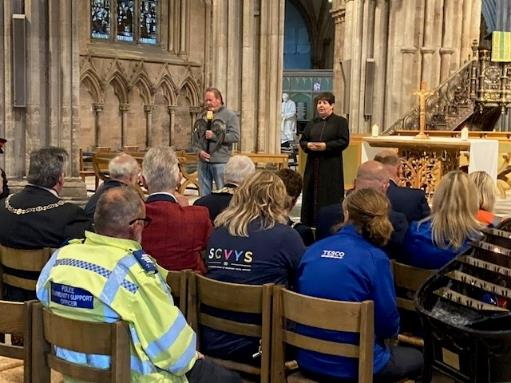 SCVYS
TESCO
POLICE
COMMUNITY SUPPORT
OFFICER